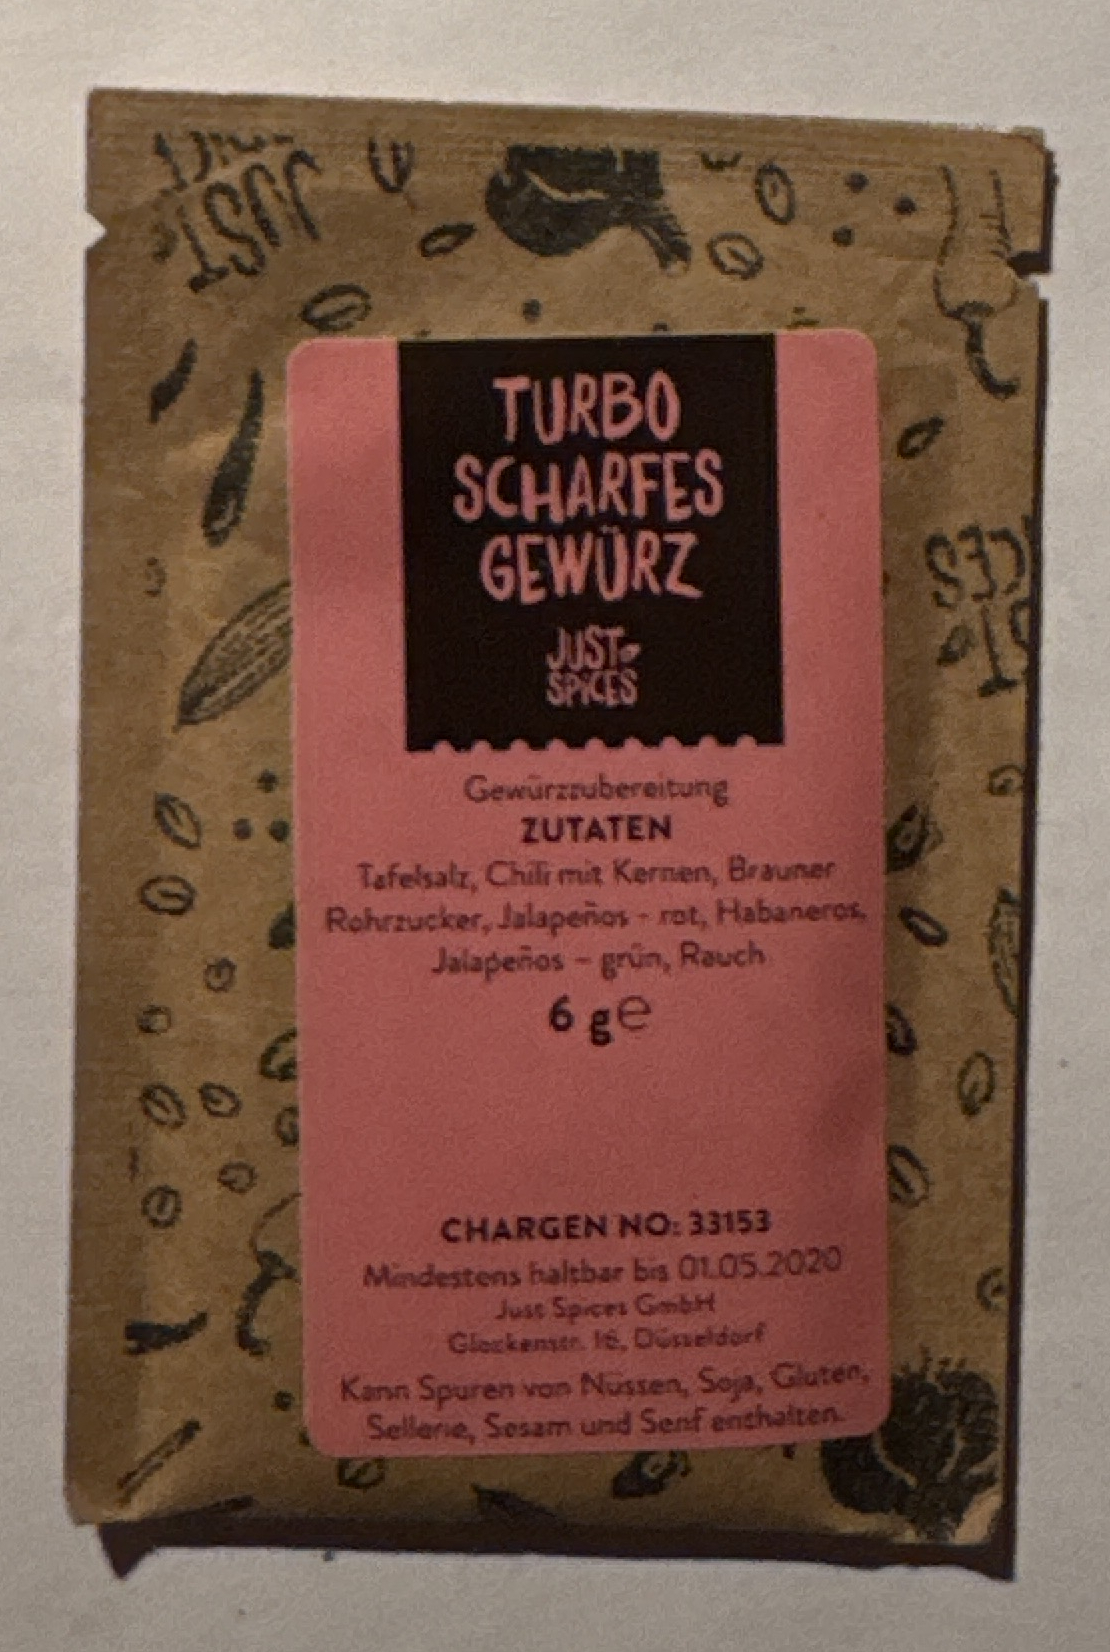 JUST
TURBO
SCHARFES
GEWÜRZ
JUST
SPICES
Gewürzzubereitung
ZUTATEN
Tafelsalz, Chili mit Kernen, Brauner
Rohrzucker, Jalapeños - rot, Habaneros,
Jalapeños – grün, Rauch
6 g e
CHARGEN NO: 33153
Mindestens haltbar bis 01.05.2020
Just Spices GmbH
Glockenstr. 16, Düsseldorf
Kann Spuren von Nüssen, Soja, Gluten,
Sellerie, Sesam und Senf enthalten.